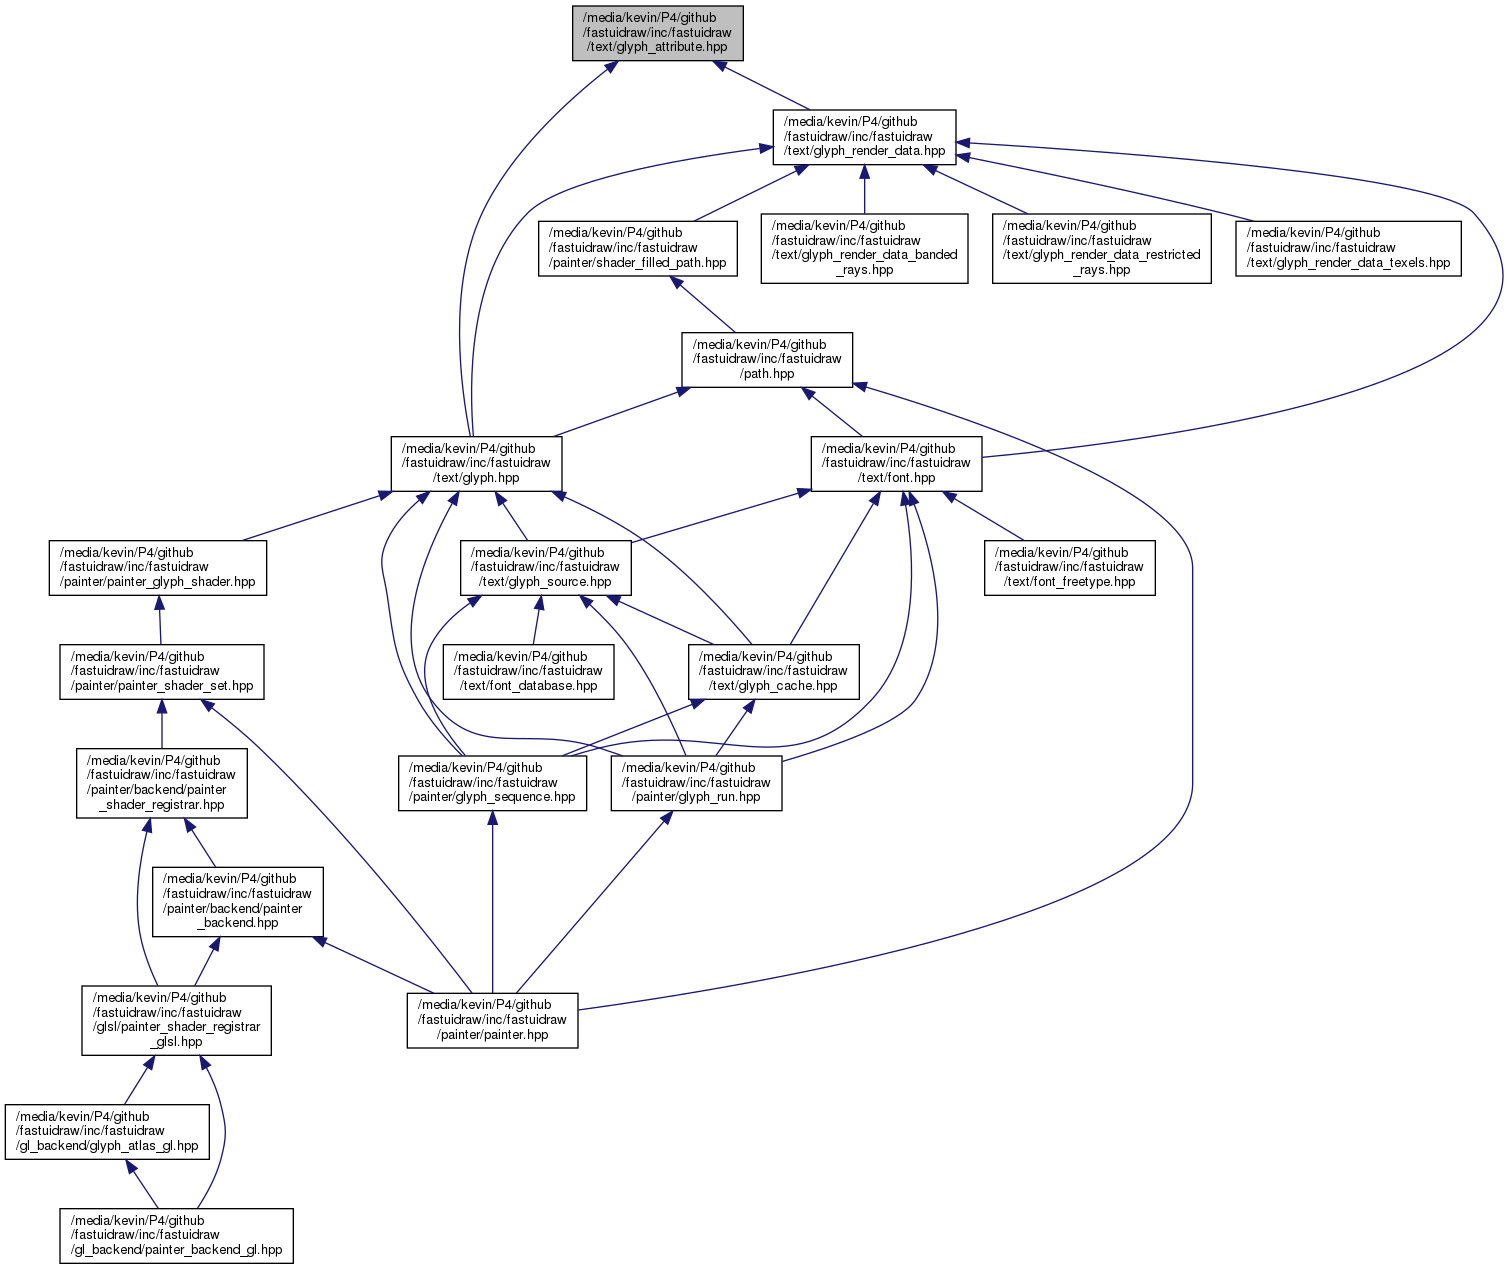 /media/kevin/P4/github
/fastuidraw/inc/fastuidraw
/text/glyph_attribute.hpp
/media/kevin/P4/github
/fastuidraw/inc/fastuidraw
/text/glyph_render_data.hpp
/media/kevin/P4/github
/fastuidraw/inc/fastuidraw
/painter/shader_filled_path.hpp
/media/kevin/P4/github
/fastuidraw/inc/fastuidraw
/text/glyph_render_data_banded
_rays.hpp
/media/kevin/P4/github
/fastuidraw/inc/fastuidraw
/text/glyph_render_data_restricted
_rays.hpp
/media/kevin/P4/github
/fastuidraw/inc/fastuidraw
/text/glyph_render_data_texels.hpp
/media/kevin/P4/github
/fastuidraw/inc/fastuidraw
/path.hpp
/media/kevin/P4/github
/fastuidraw/inc/fastuidraw
/text/glyph.hpp
/media/kevin/P4/github
/fastuidraw/inc/fastuidraw
/text/font.hpp
/media/kevin/P4/github
/fastuidraw/inc/fastuidraw
/painter/painter_glyph_shader.hpp
/media/kevin/P4/github
/fastuidraw/inc/fastuidraw
/text/glyph_source.hpp
/media/kevin/P4/github
/fastuidraw/inc/fastuidraw
/text/font_freetype.hpp
/media/kevin/P4/github
/fastuidraw/inc/fastuidraw
/painter/painter_shader_set.hpp
/media/kevin/P4/github
/fastuidraw/inc/fastuidraw
/text/font_database.hpp
/media/kevin/P4/github
/fastuidraw/inc/fastuidraw
/text/glyph_cache.hpp
/media/kevin/P4/github
/fastuidraw/inc/fastuidraw
/painter/backend/painter
_shader_registrar.hpp
/media/kevin/P4/github
/fastuidraw/inc/fastuidraw
/painter/glyph_sequence.hpp
/media/kevin/P4/github
/fastuidraw/inc/fastuidraw
/painter/glyph_run.hpp
/media/kevin/P4/github
/fastuidraw/inc/fastuidraw
/painter/backend/painter
_backend.hpp
/media/kevin/P4/github
/fastuidraw/inc/fastuidraw
/glsl/painter_shader_registrar
_glsl.hpp
/media/kevin/P4/github
/fastuidraw/inc/fastuidraw
/painter/painter.hpp
/media/kevin/P4/github
/fastuidraw/inc/fastuidraw
/gl_backend/glyph_atlas_gl.hpp
/media/kevin/P4/github
/fastuidraw/inc/fastuidraw
/gl_backend/painter_backend_gl.hpp